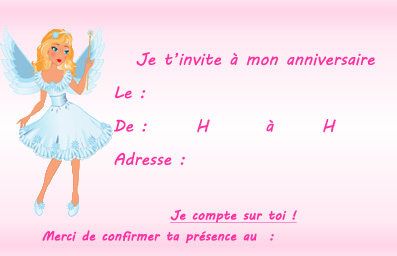 Je t'invite à mon anniversaire
Le :
De : H à H
Adresse :
Je compte sur toi !
Merci de confirmer ta présence au :